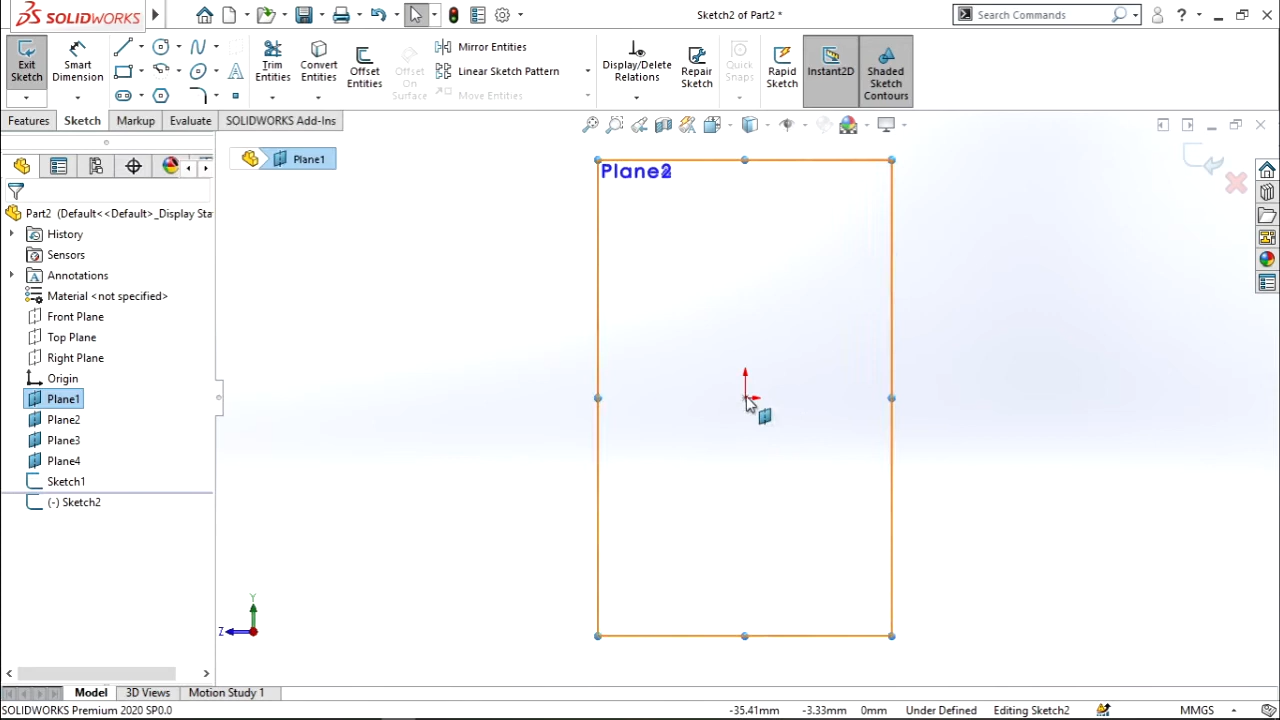 SOLIDWORKS
Sketch2 of Part2 *
Search Commands
?
Exit Sketch
Smart Dimension
Trim Entities
Convert Entities
Offset Entities
Offset On Surface
Mirror Entities
Linear Sketch Pattern
Move Entities
Display/Delete Relations
Repair Sketch
Quick Snaps
Rapid Sketch
Instant2D
Shaded Sketch Contours
Features
Sketch
Markup
Evaluate
SOLIDWORKS Add-Ins
Plane1
Part2 (Default<<Default>_Display Sta
History
Sensors
Annotations
Material <not specified>
Front Plane
Top Plane
Right Plane
Origin
Plane1
Plane2
Plane3
Plane4
Sketch1
(-) Sketch2
Plane2
Y
Z
Model
3D Views
Motion Study 1
SOLIDWORKS Premium 2020 SP0.0
-35.41mm
-3.33mm
0mm
Under Defined
Editing Sketch2
MMGS